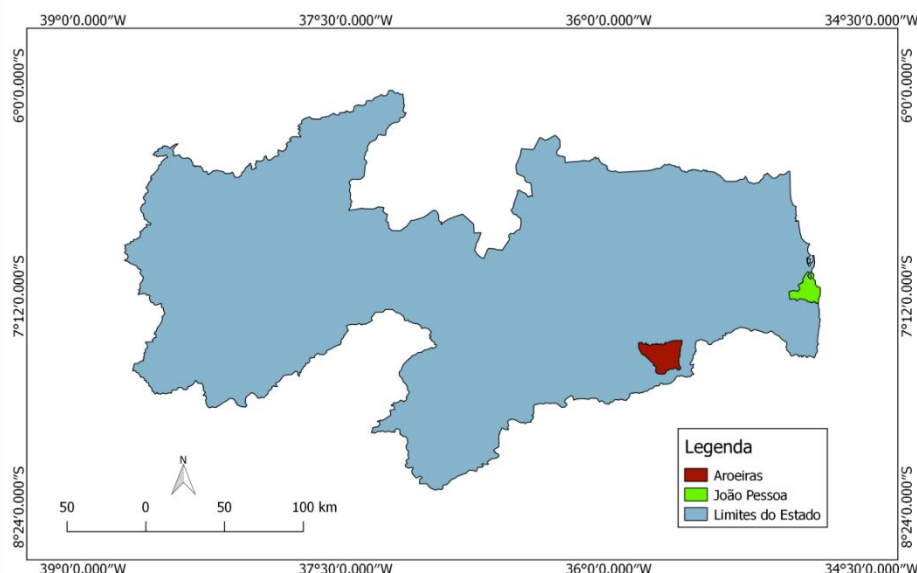 39°0′0.000″W 37°30′0.000″W 36°0′0.000″W 34°30′0.000″W
6°0′0.000″S 6°0′0.000″S
7°12′0.000″S 7°12′0.000″S
8°24′0.000″S 8°24′0.000″S
N
50 0 50 100 km
Legenda
Aroeiras
João Pessoa
Limites do Estado
39°0′0.000″W 37°30′0.000″W 36°0′0.000″W 34°30′0.000″W